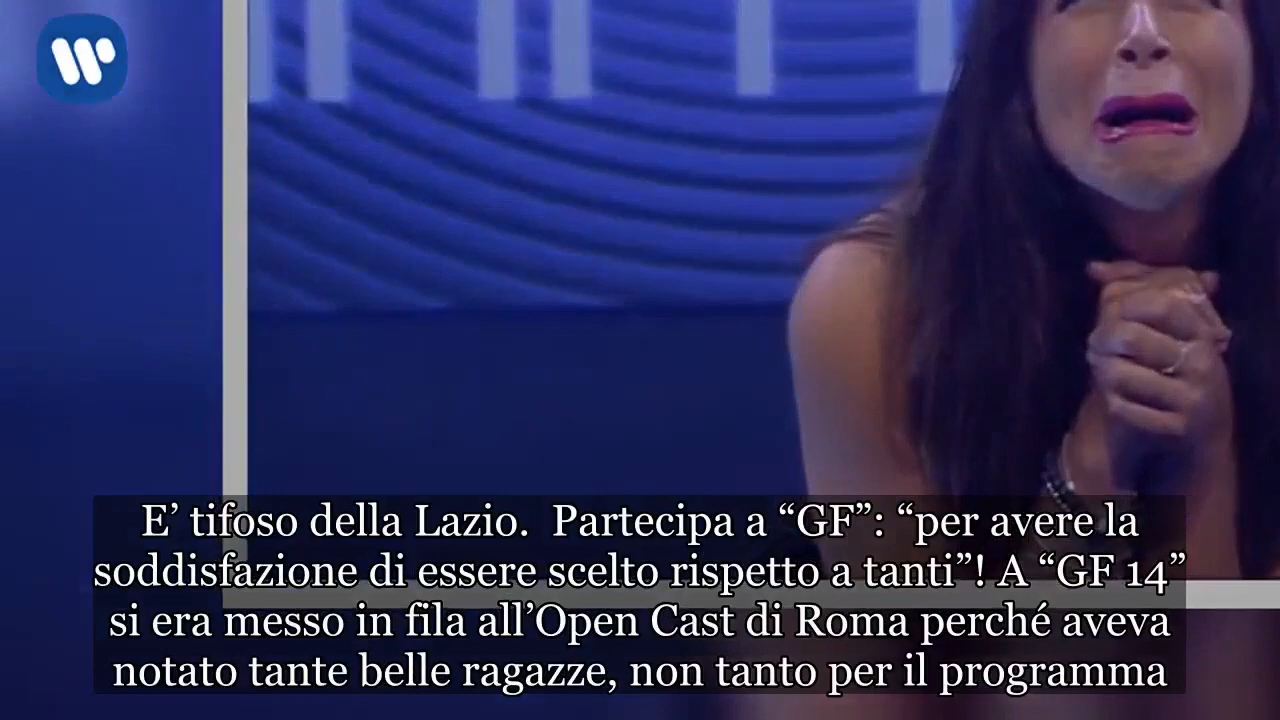 W
E’ tifoso della Lazio.  Partecipa a “GF”: “per avere la
soddisfazione di essere scelto rispetto a tanti”! A “GF 14”
si era messo in fila all’Open Cast di Roma perché aveva
notato tante belle ragazze, non tanto per il programma